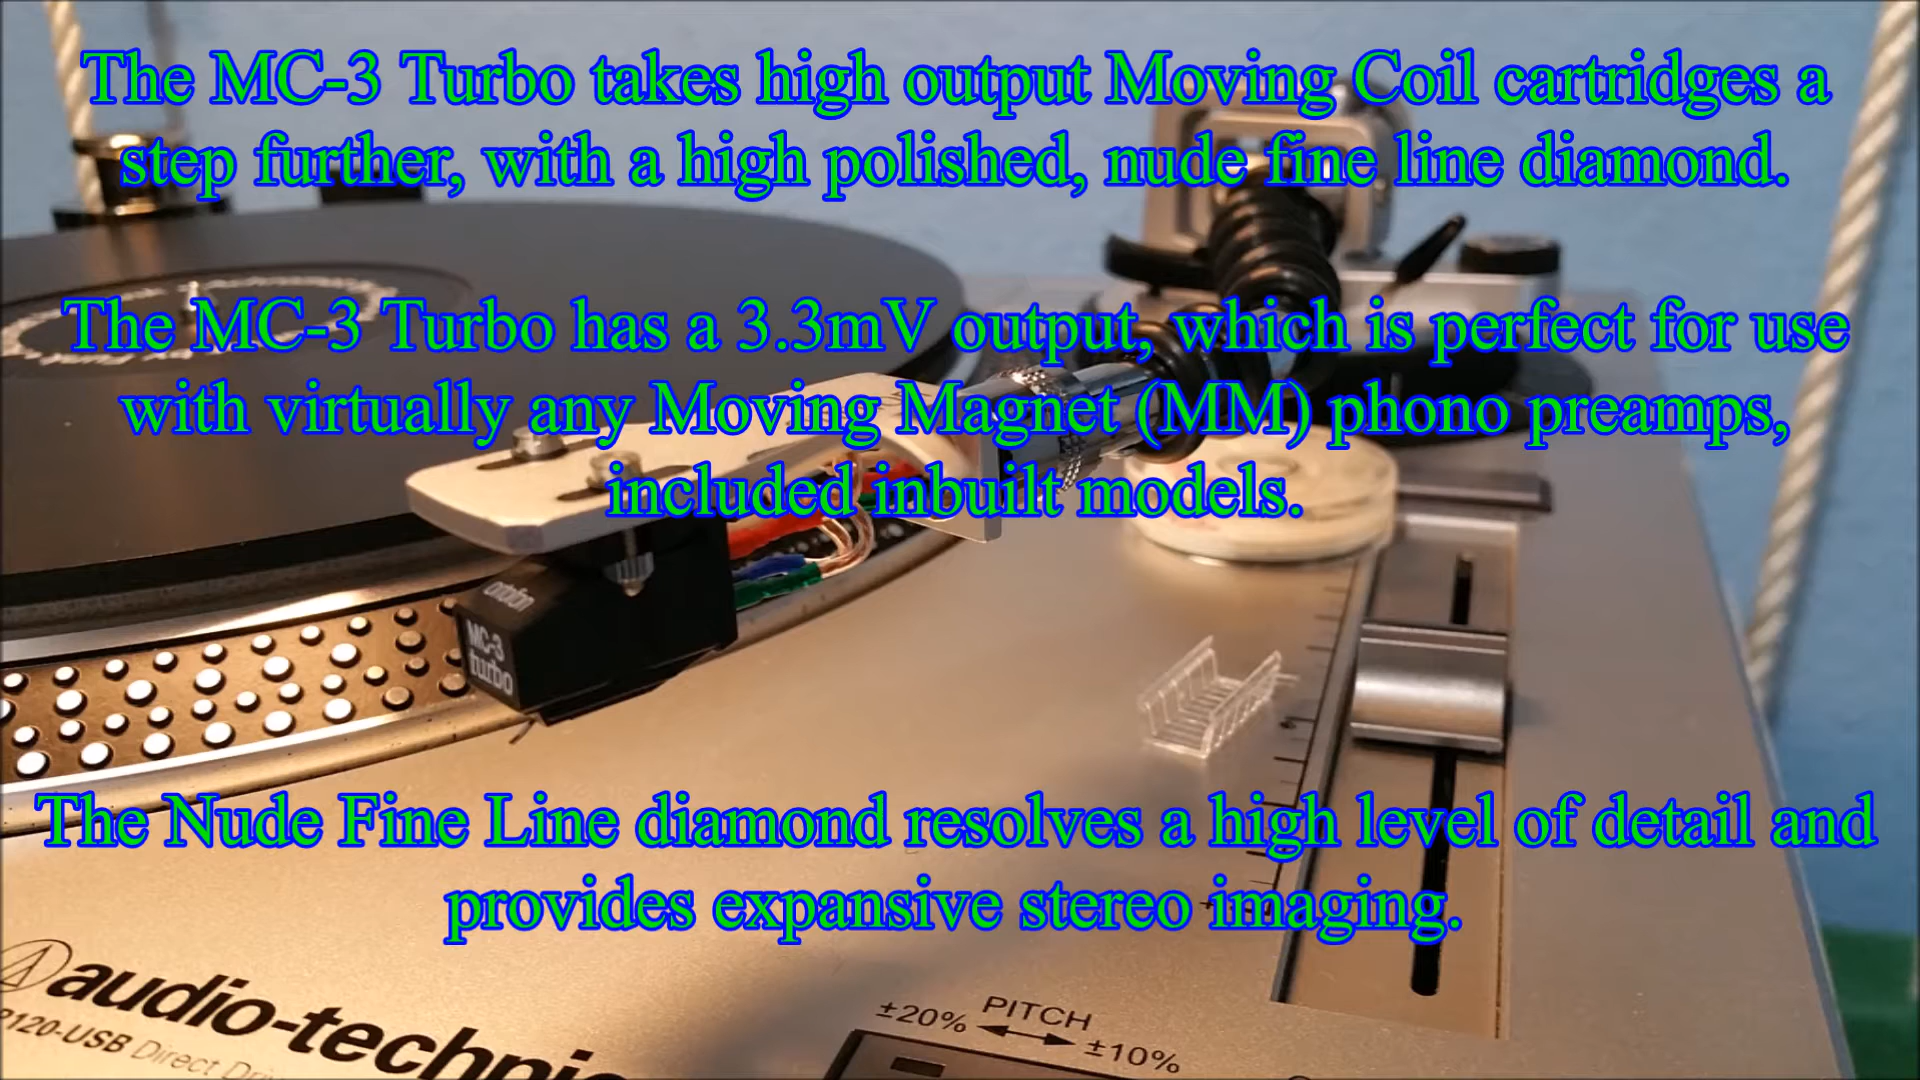 The MC-3 Turbo takes high output Moving Coil cartridges a
step further, with a high polished, nude fine line diamond.
The MC-3 Turbo has a 3.3mV output, which is perfect for use
with virtually any Moving Magnet (MM) phono preamps,
included inbuilt models.
ortofon
MC-3
turbo
The Nude Fine Line diamond resolves a high level of detail and
provides expansive stereo imaging.
audio-techni
120-USB Direct Dri
PITCH
±20%
±10%